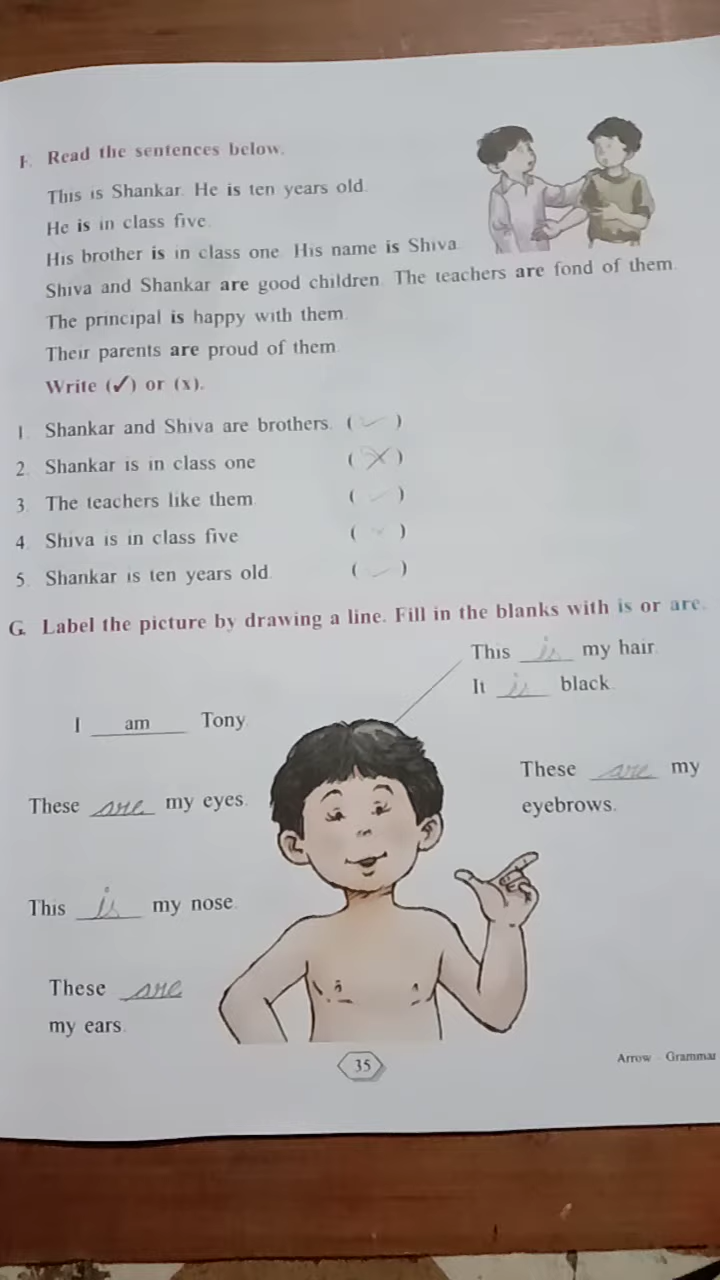 F. Read the sentences below.
This is Shankar. He is ten years old.
He is in class five.
His brother is in class one. His name is Shiva.
Shiva and Shankar are good children. The teachers are fond of them.
The principal is happy with them.
Their parents are proud of them.
Write (✓) or (x).
1. Shankar and Shiva are brothers. (✓)
2. Shankar is in class one (X)
3. The teachers like them. (✓)
4. Shiva is in class five (✓)
5. Shankar is ten years old. (✓)
G. Label the picture by drawing a line. Fill in the blanks with is or are.
This is my hair.
It is black.
I am Tony.
These are my
eyebrows.
These are my eyes.
This is my nose.
These are
my ears.
35
Arrow - Grammar